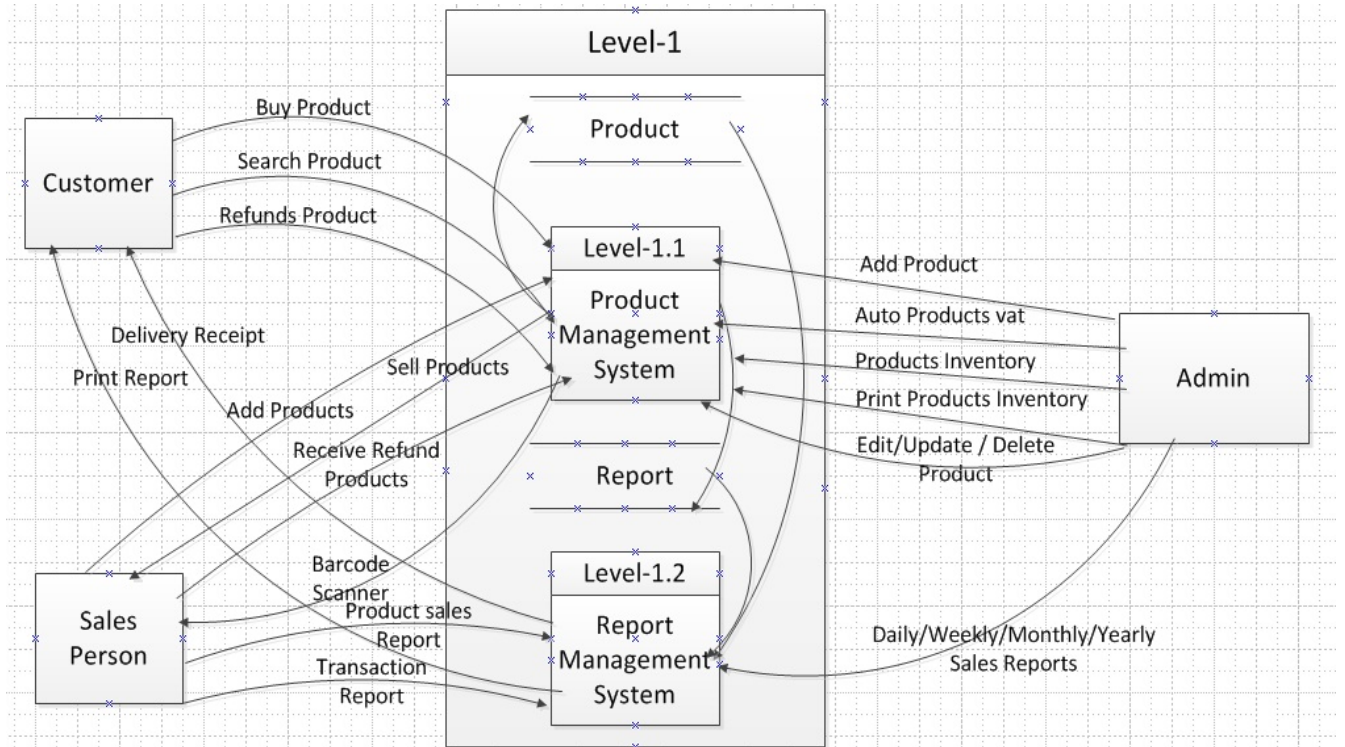 Level-1
Buy Product
Product
Search Product
Customer
Refunds Product
Level-1.1
Add Product
Product
Management
System
Auto Products vat
Delivery Receipt
Products Inventory
Print Report
Sell Products
Admin
Print Products Inventory
Add Products
Receive Refund
Products
Edit/Update / Delete
Product
Report
Barcode
Scanner
Level-1.2
Sales
Person
Product sales
Report
Report
Management
System
Transaction
Report
Daily/Weekly/Monthly/Yearly
Sales Reports